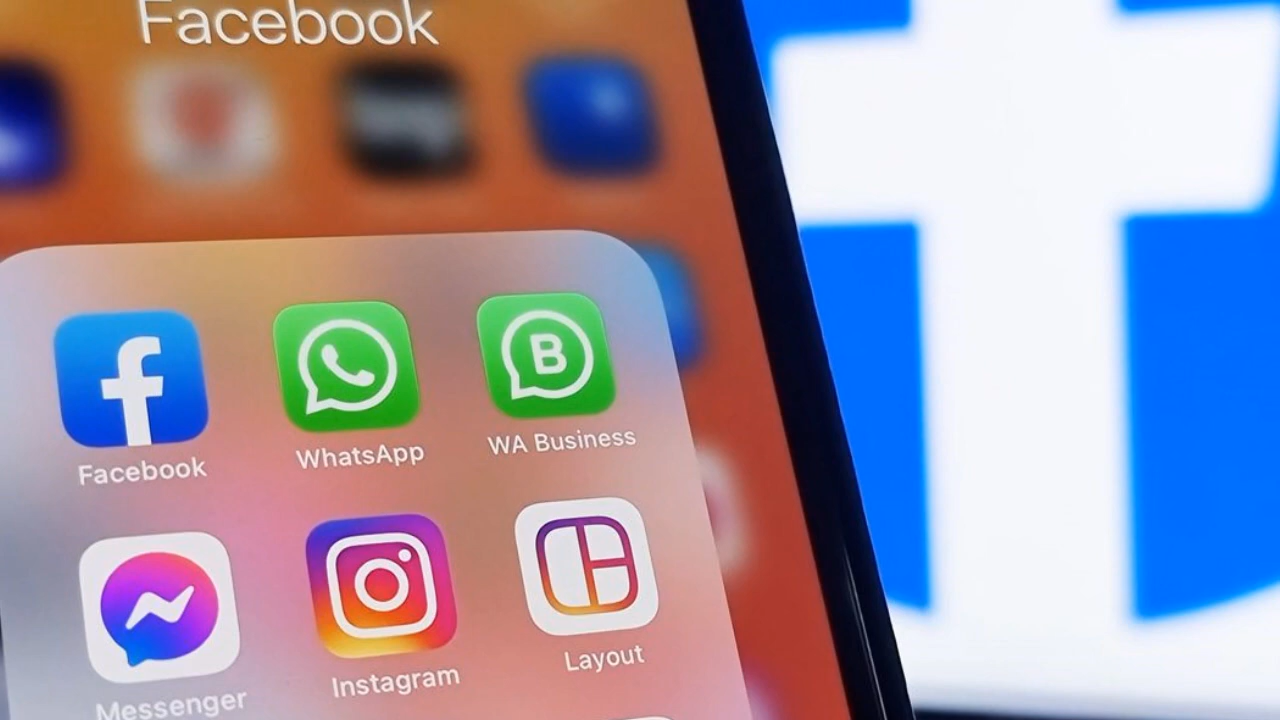 Facebook
Facebook
WhatsApp
WA Business
Messenger
Instagram
Layout